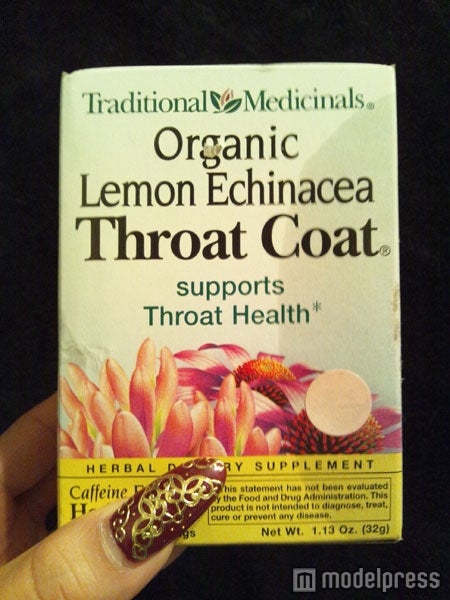 Traditional Medicinals®
Organic
Lemon Echinacea
Throat Coat®
supports
Throat Health*
HERBAL SUPPLEMENT
Caffeine
*This statement has not been evaluated
by the Food and Drug Administration. This
product is not intended to diagnose, treat,
cure or prevent any disease.
Net Wt. 1.13 Oz. (32g)
modelpress